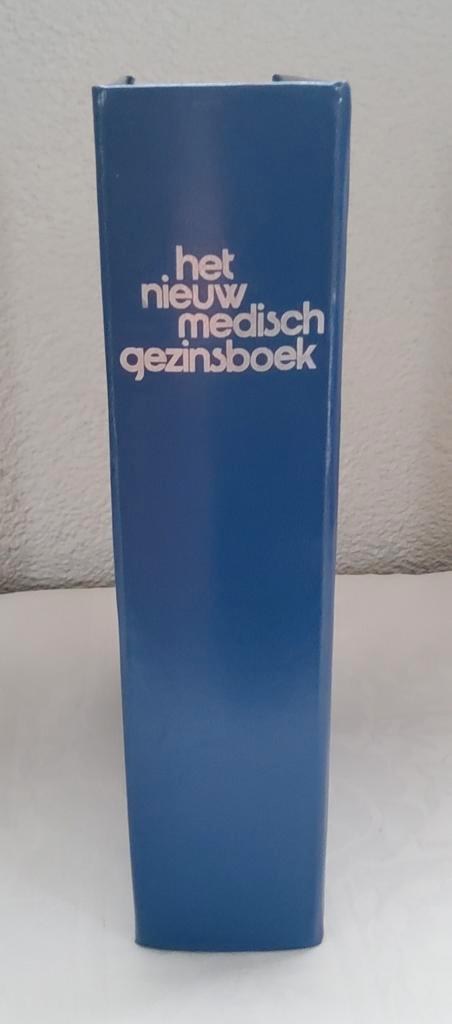 het
nieuw
medisch
gezinsboek